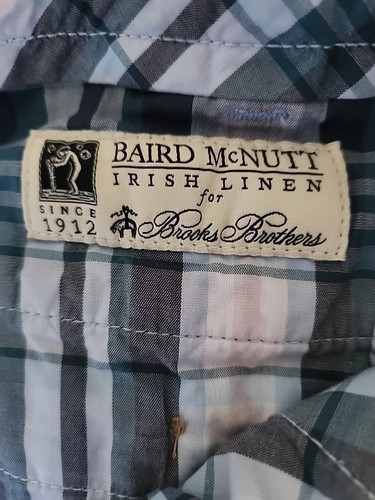 BAIRD McNUTT
IRISH LINEN
for
Brooks Brothers
SINCE
1912